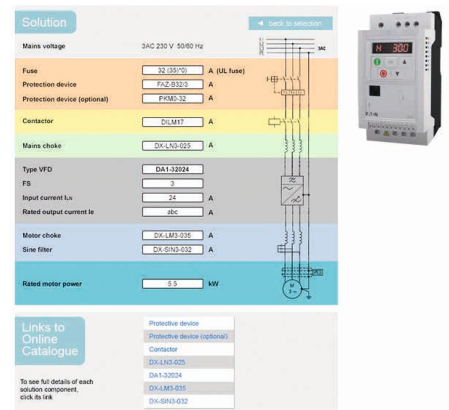 Solution
back to selection
Mains voltage
3AC 230 V 50/60 Hz
3AC
Fuse
32 (35)*0)
A (UL fuse)
Protection device
FAZ-B32/3
A
Protection device (optional)
PKM0-32
A
Contactor
DILM17
A
Mains choke
DX-LN3-025
A
Type VFD
DA1-32024
FS
3
Input current ILN
24
A
Rated output current Ie
abc
A
Motor choke
DX-LM3-035
A
Sine filter
DX-SIN3-032
A
Rated motor power
5.5
kW
M
3 ~
H 300
Links to
Online
Catalogue
To see full details of each
solution component,
click its link
Protective device
Protective device (optional)
Contactor
DX-LN3-025
DA1-32024
DX-LM3-035
DX-SIN3-032